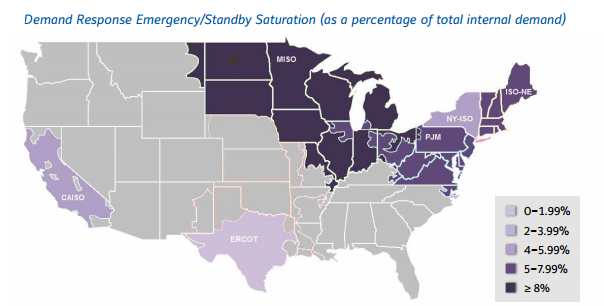 Demand Response Emergency/Standby Saturation (as a percentage of total internal demand)
MISO
ISO-NE
NY-ISO
PJM
CAISO
ERCOT
0–1.99%
2–3.99%
4–5.99%
5–7.99%
≥ 8%